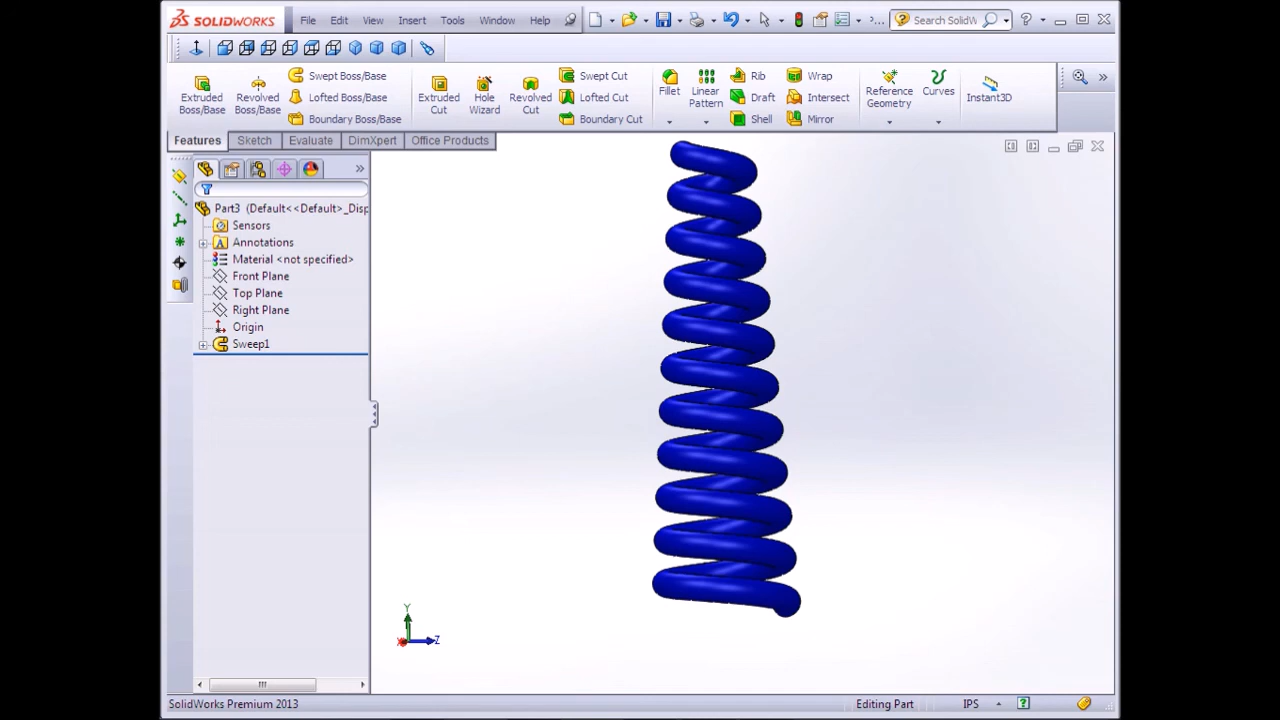 SOLIDWORKS File Edit View Insert Tools Window Help ... Search SolidW
Extruded Boss/Base
Revolved Boss/Base
Swept Boss/Base
Lofted Boss/Base
Boundary Boss/Base
Extruded Cut
Hole Wizard
Revolved Cut
Swept Cut
Lofted Cut
Boundary Cut
Fillet
Linear Pattern
Rib
Draft
Shell
Wrap
Intersect
Mirror
Reference Geometry
Curves
Instant3D
Features Sketch Evaluate DimXpert Office Products
Part3 (Default<<Default>_Disp
Sensors
Annotations
Material <not specified>
Front Plane
Top Plane
Right Plane
Origin
Sweep1
Y
X Z
SolidWorks Premium 2013 Editing Part IPS